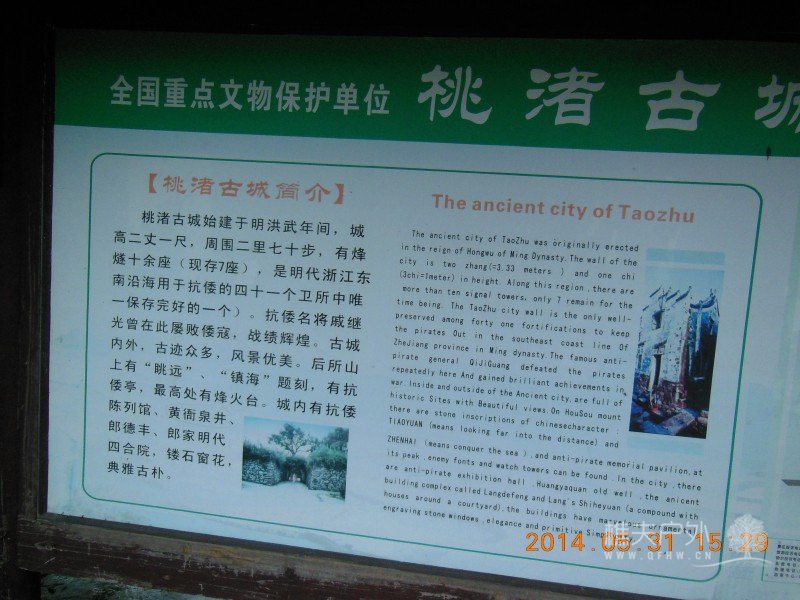 全国重点文物保护单位 桃渚古城
【桃渚古城简介】
桃渚古城始建于明洪武年间，城
高二丈一尺，周围二里七十步，有烽
燧十余座（现存7座），是明代浙江东
南沿海用于抗倭的四十一个卫所中唯
一保存完好的一个）。抗倭名将戚继
光曾在此屡败倭寇，战绩辉煌。古城
内外，古迹众多，风景优美。后所山
上有“眺远”、“镇海”题刻，有抗
倭亭，最高处有烽火台。城内有抗倭
陈列馆、黄衙泉井、
郎德丰、郎家明代
四合院，镂石窗花，
典雅古朴。
The ancient city of Taozhu
The ancient city of TaoZhu was originally erected
in the reign of Hongwu of Ming Dynasty.The wall of the
city is two zhang(=3.33 meters ) and one chi
(3chi=1meter) in height. Along this region ,there are
more than ten signal towers, only 7 remain for the
time being. The TaoZhu city wall is the only well-
preserved among forty one fortifications to keep
the pirates Out in the southeast coast line Of
ZheJiang province in Ming dynasty.The famous anti-
pirate general QiJiGuang defeated the pirates
repeatedly here And gained brilliant achievements in
war. Inside and outside of the Ancient city, are full of
historic Sites with Beautiful views. On HouSou mount
there are stone inscriptions of chinesecharacter :
TIAOYUAN (means looking far into the distance) and
ZHENHAI (means conquer the sea ) ,and anti-pirate memorial pavilion, at
its peak ,enemy fonts and watch towers can be found . In the city ,there
are anti-pirate exhibition hall , Huangyaquan old well ,the anicent
building complex called Langdefeng and Lang's Shiheyuan (a compound with
houses around a courtyard),the buildings have ornamental
engraving stone windows ,elegance and primitive
2014.05.31 15:29
樵夫户外
WWW.QFHW.CN